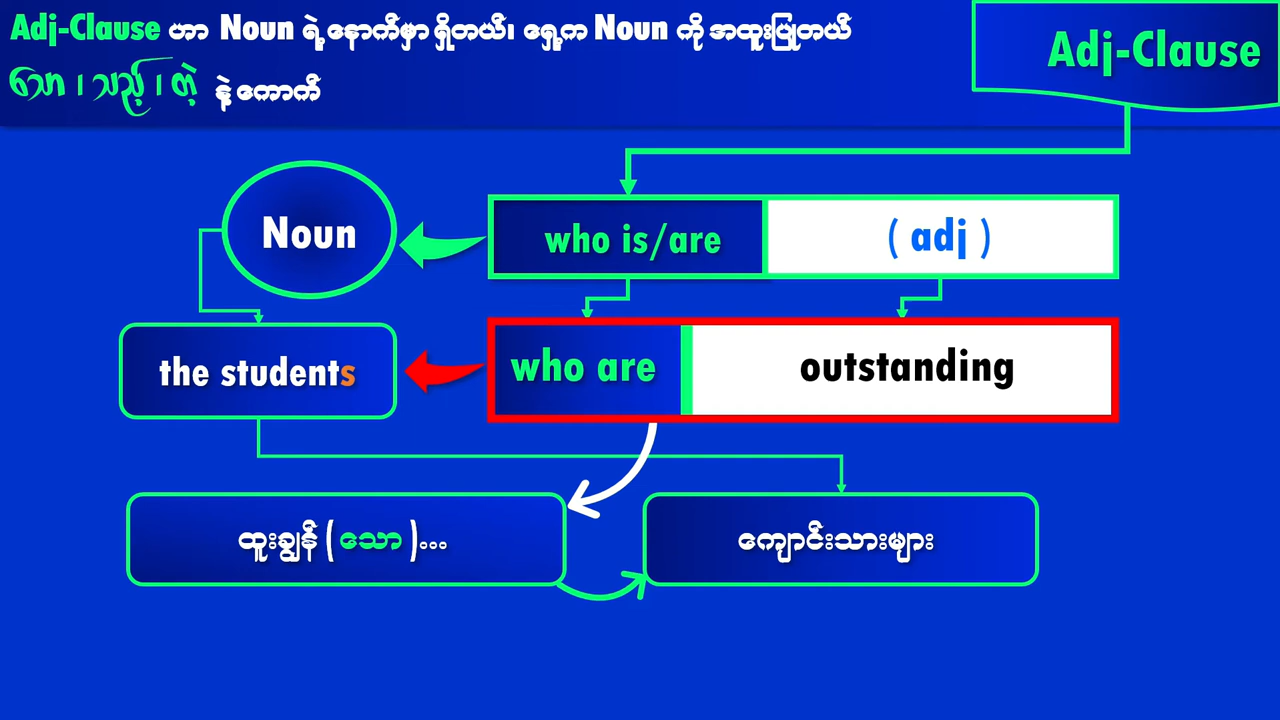 Adj-Clause ဟာ Noun ရဲ့ နောက်မှာ ရှိတယ်၊ ရှေ့က Noun ကို အထူးပြုတယ်
သော ၊ သည့် ၊ တဲ့ နဲ့ ကောက်
Adj-Clause
Noun
who is/are
( adj )
the students
who are
outstanding
ထူးချွန် ( သော )...
ကျောင်းသားများ